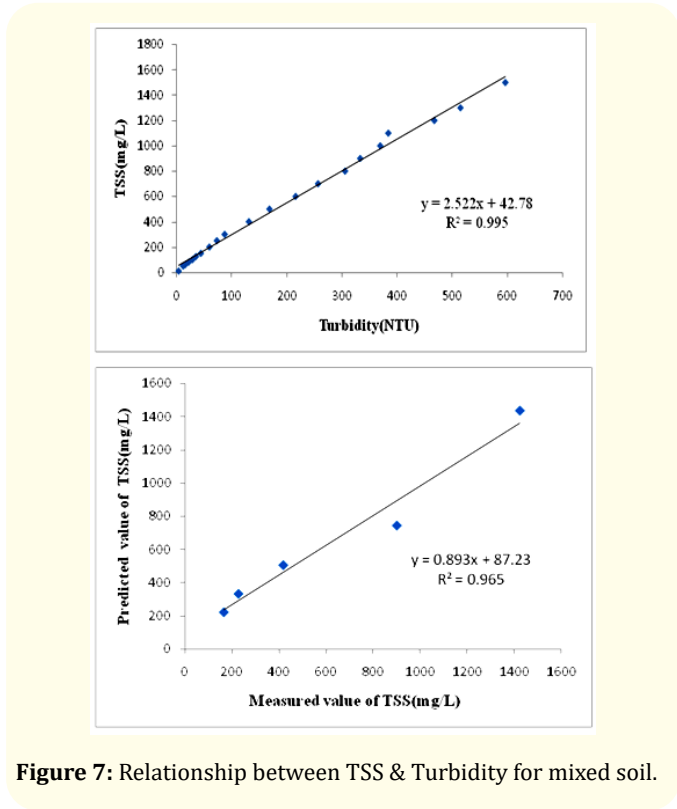 1800
1600
1400
1200
1000
800
600
400
200
0
TSS(mg/L)
y = 2.522x + 42.78
R² = 0.995
0 100 200 300 400 500 600 700
Turbidity(NTU)
1600
1400
1200
1000
800
600
400
200
0
Predicted value of TSS(mg/L)
y = 0.893x + 87.23
R² = 0.965
0 200 400 600 800 1000 1200 1400 1600
Measured value of TSS(mg/L)
Figure 7: Relationship between TSS & Turbidity for mixed soil.